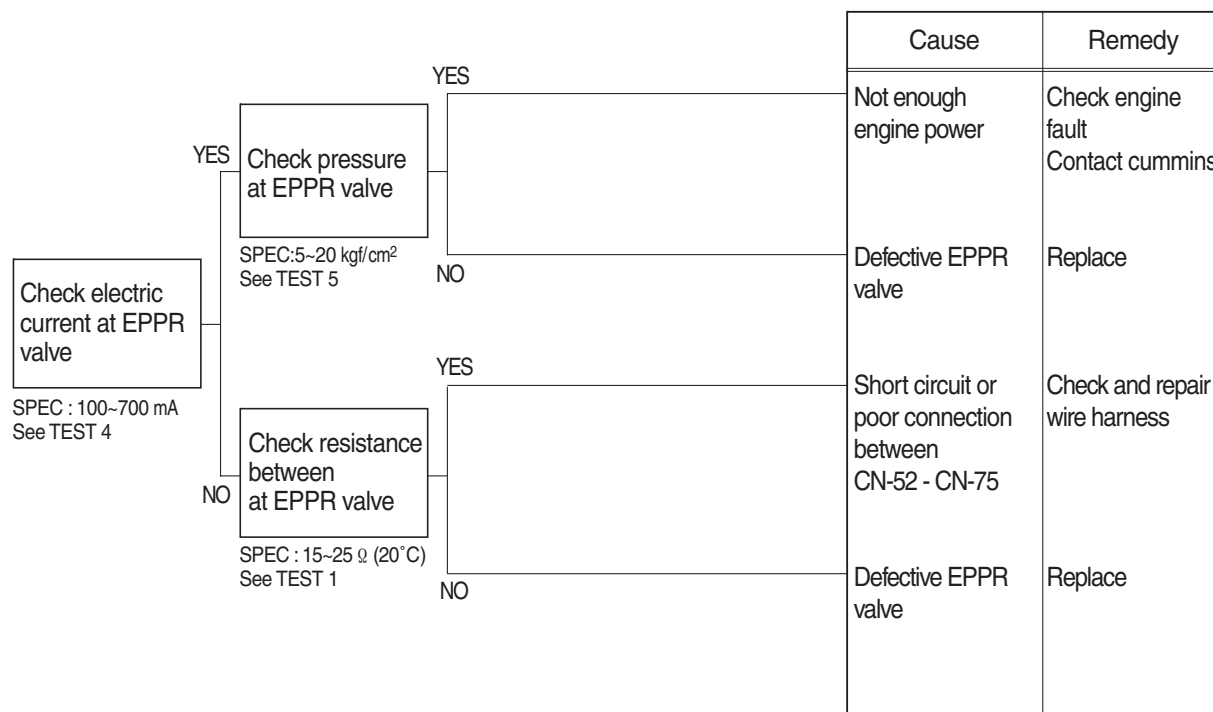 Cause
Remedy
YES
Not enough
engine power
Check engine
fault
Contact cummins
YES
Check pressure
at EPPR valve
SPEC:5~20 kgf/cm²
See TEST 5
NO
Defective EPPR
valve
Replace
Check electric
current at EPPR
valve
SPEC : 100~700 mA
See TEST 4
YES
Short circuit or
poor connection
between
CN-52 - CN-75
Check and repair
wire harness
NO
Check resistance
between
at EPPR valve
SPEC : 15~25 Ω (20˚C)
See TEST 1
NO
Defective EPPR
valve
Replace